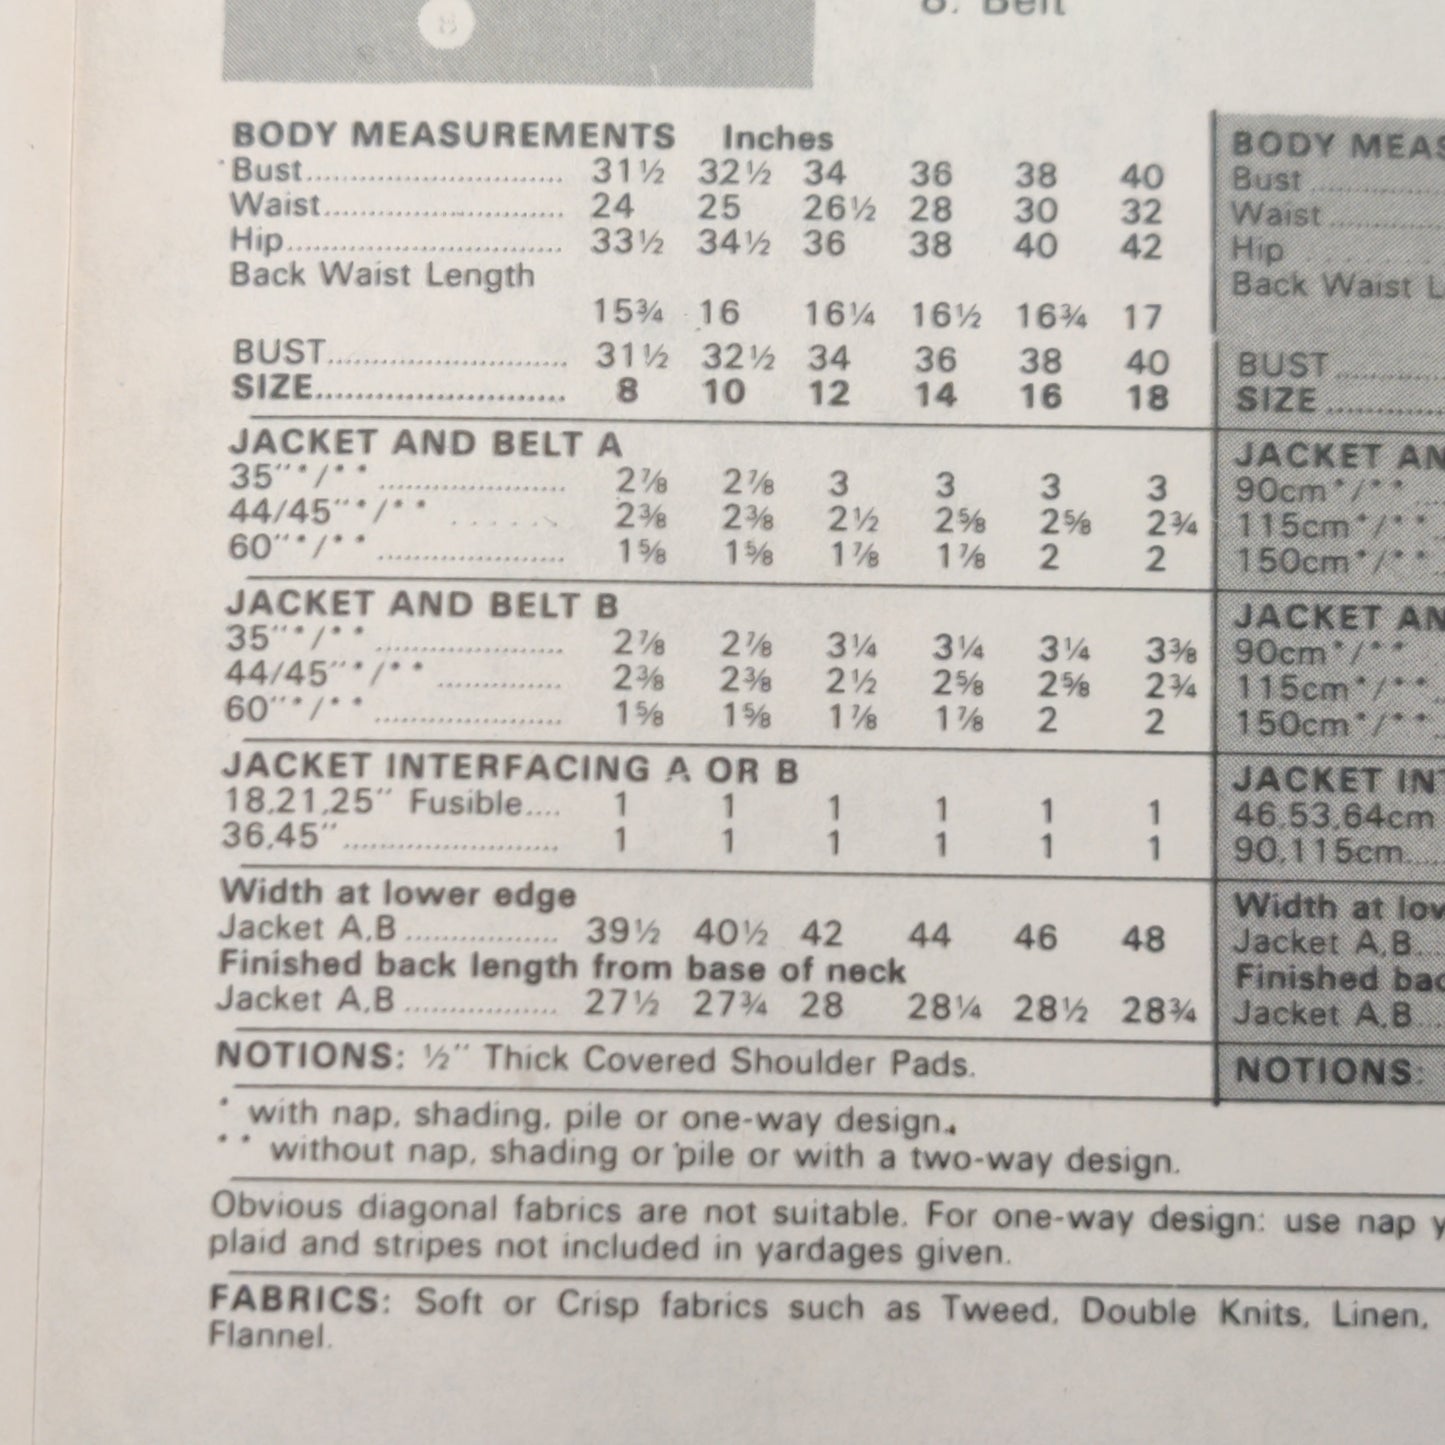 8. Belt
8
BODY MEASUREMENTS Inches
Bust.............................. 31½ 32½ 34 36 38 40
Waist........................... 24 25 26½ 28 30 32
Hip............................... 33½ 34½ 36 38 40 42
Back Waist Length
15¾ 16 16¼ 16½ 16¾ 17
BUST........................... 31½ 32½ 34 36 38 40
SIZE............................ 8 10 12 14 16 18
JACKET AND BELT A
35"*/** ..................... 2⅞ 2⅞ 3 3 3 3
44/45"*/** ...... 2⅜ 2⅜ 2½ 2⅝ 2⅝ 2¾
60"*/** ..................... 1⅝ 1⅝ 1⅞ 1⅞ 2 2
JACKET AND BELT B
35"*/** ..................... 2⅞ 2⅞ 3¼ 3¼ 3¼ 3⅜
44/45"*/** .............. 2⅜ 2⅜ 2½ 2⅝ 2⅝ 2¾
60"*/** ..................... 1⅝ 1⅝ 1⅞ 1⅞ 2 2
JACKET INTERFACING A OR B
18,21,25" Fusible.... 1 1 1 1 1 1
36,45" ........................ 1 1 1 1 1 1
Width at lower edge
Jacket A,B ................. 39½ 40½ 42 44 46 48
Finished back length from base of neck
Jacket A,B ................. 27½ 27¾ 28 28¼ 28½ 28¾
NOTIONS: ½" Thick Covered Shoulder Pads.
* with nap, shading, pile or one-way design.
** without nap, shading or pile or with a two-way design.
Obvious diagonal fabrics are not suitable. For one-way design: use nap y
plaid and stripes not included in yardages given.
FABRICS: Soft or Crisp fabrics such as Tweed, Double Knits, Linen,
Flannel.
BODY MEAS
Bust ...............
Waist .............
Hip ..........
Back Waist L
BUST .............
SIZE ..............
JACKET AN
90cm*/** ...
115cm*/** ..
150cm*/** ..
JACKET AN
90cm*/**
115cm*/** ..
150cm*/** ..
JACKET INT
46,53,64cm
90,115cm.....
Width at low
Jacket A,B....
Finished bac
Jacket A,B ...
NOTIONS: